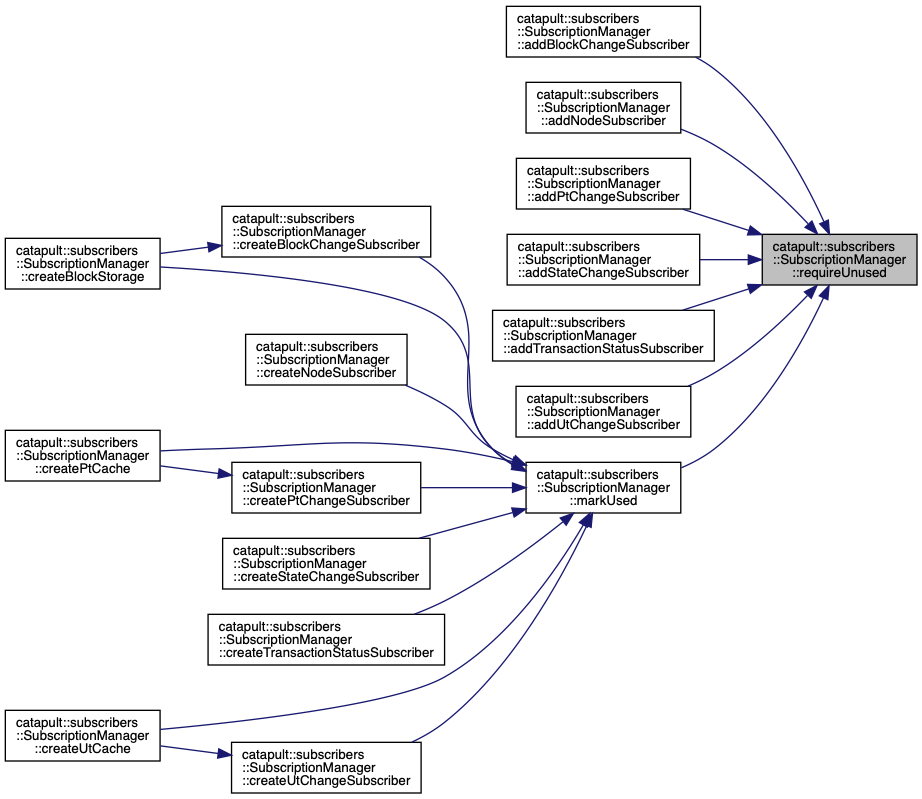 catapult::subscribers
::SubscriptionManager
::addBlockChangeSubscriber
catapult::subscribers
::SubscriptionManager
::addNodeSubscriber
catapult::subscribers
::SubscriptionManager
::addPtChangeSubscriber
catapult::subscribers
::SubscriptionManager
::createBlockChangeSubscriber
catapult::subscribers
::SubscriptionManager
::createBlockStorage
catapult::subscribers
::SubscriptionManager
::addStateChangeSubscriber
catapult::subscribers
::SubscriptionManager
::requireUnused
catapult::subscribers
::SubscriptionManager
::addTransactionStatusSubscriber
catapult::subscribers
::SubscriptionManager
::createNodeSubscriber
catapult::subscribers
::SubscriptionManager
::addUtChangeSubscriber
catapult::subscribers
::SubscriptionManager
::createPtCache
catapult::subscribers
::SubscriptionManager
::createPtChangeSubscriber
catapult::subscribers
::SubscriptionManager
::markUsed
catapult::subscribers
::SubscriptionManager
::createStateChangeSubscriber
catapult::subscribers
::SubscriptionManager
::createTransactionStatusSubscriber
catapult::subscribers
::SubscriptionManager
::createUtCache
catapult::subscribers
::SubscriptionManager
::createUtChangeSubscriber